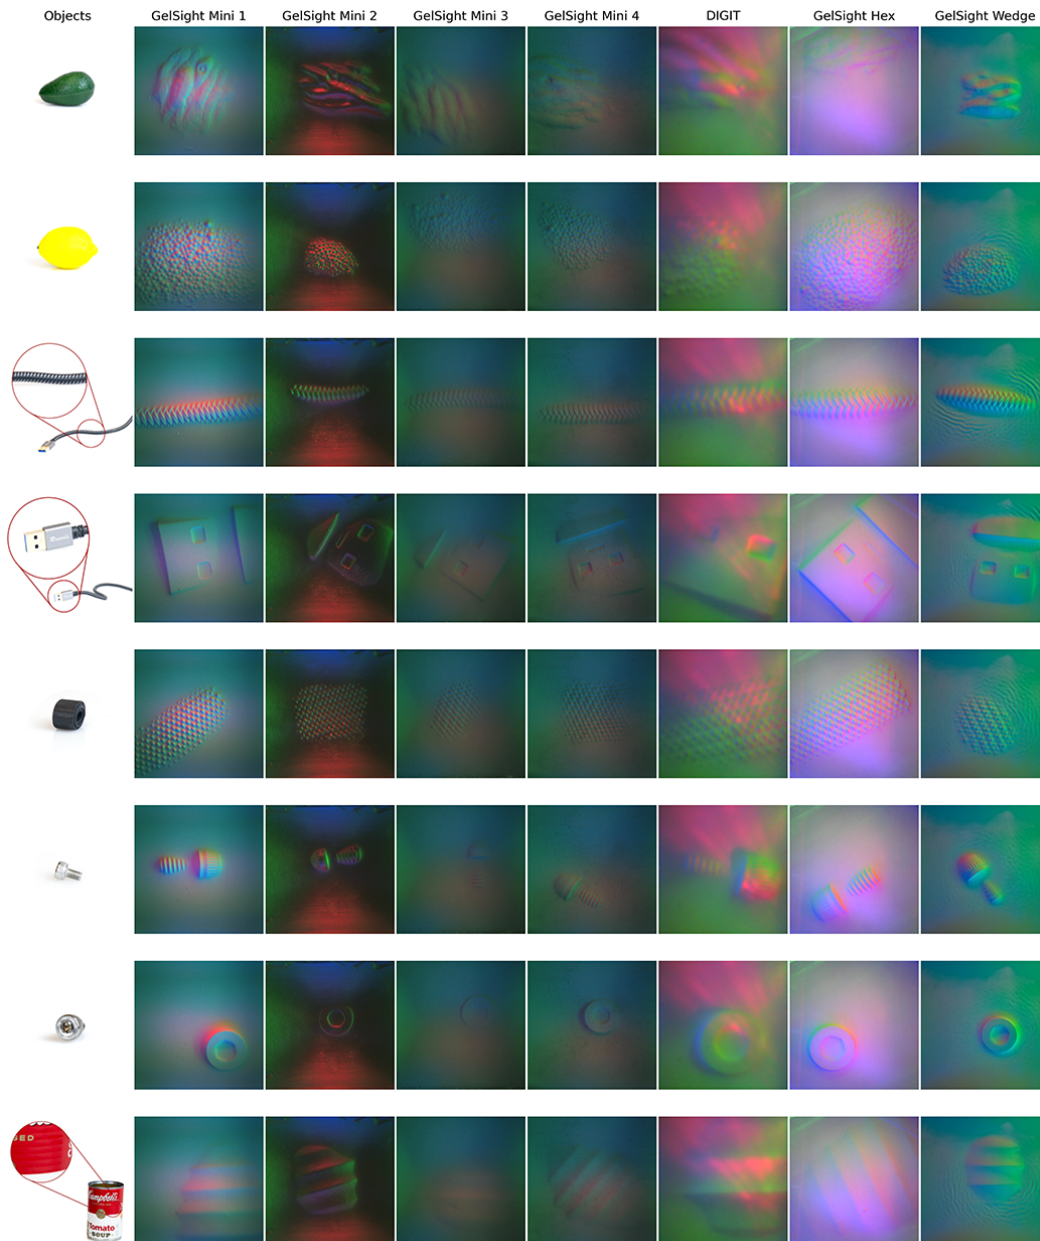 Objects
GelSight Mini 1
GelSight Mini 2
GelSight Mini 3
GelSight Mini 4
DIGIT
GelSight Hex
GelSight Wedge
SED
Campbell's
Tomato
SOUP